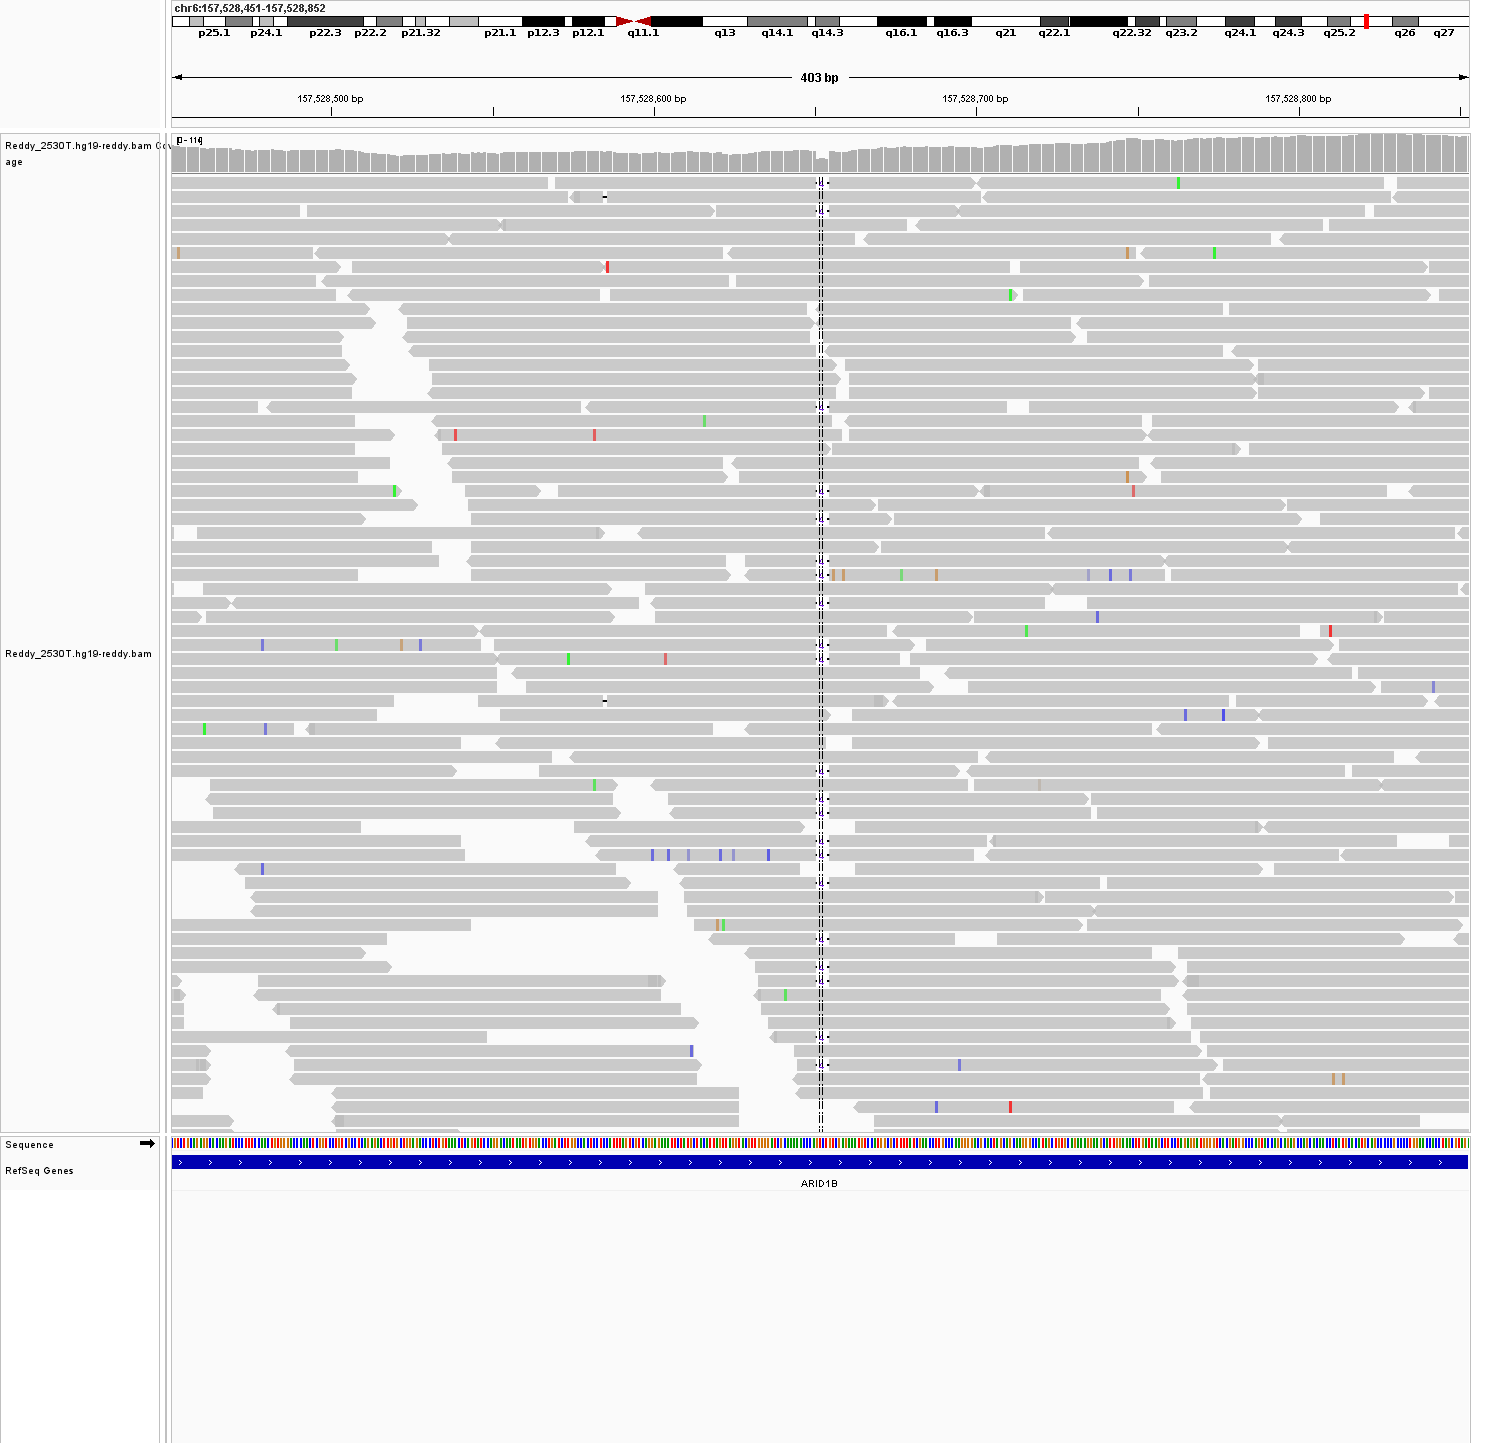 chr6:157,528,451-157,528,852
p25.1 p24.1 p22.3 p22.2 p21.32 p21.1 p12.3 p12.1 q11.1 q13 q14.1 q14.3 q16.1 q16.3 q21 q22.1 q22.32 q23.2 q24.1 q24.3 q25.2 q26 q27
403 bp
157,528,500 bp 157,528,600 bp 157,528,700 bp 157,528,800 bp
Reddy_2530T.hg19-reddy.bam Cov
age
[0 - 114]
Reddy_2530T.hg19-reddy.bam
Sequence
RefSeq Genes
ARID1B